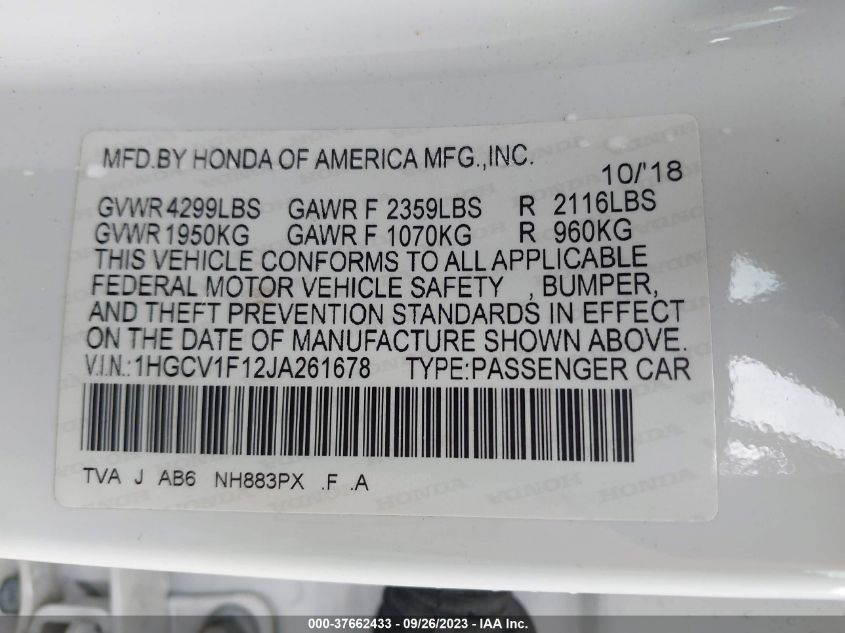 MFD.BY HONDA OF AMERICA MFG.,INC. 10/'18
GVWR 4299LBS GAWR F 2359LBS R 2116LBS
GVWR 1950KG GAWR F 1070KG R 960KG
THIS VEHICLE CONFORMS TO ALL APPLICABLE
FEDERAL MOTOR VEHICLE SAFETY , BUMPER,
AND THEFT PREVENTION STANDARDS IN EFFECT
ON THE DATE OF MANUFACTURE SHOWN ABOVE.
V.I.N.:1HGCV1F12JA261678 TYPE:PASSENGER CAR
TVA J AB6 NH883PX .F .A
HONDA HONDA HONDA
000-37662433 - 09/26/2023 - IAA Inc.